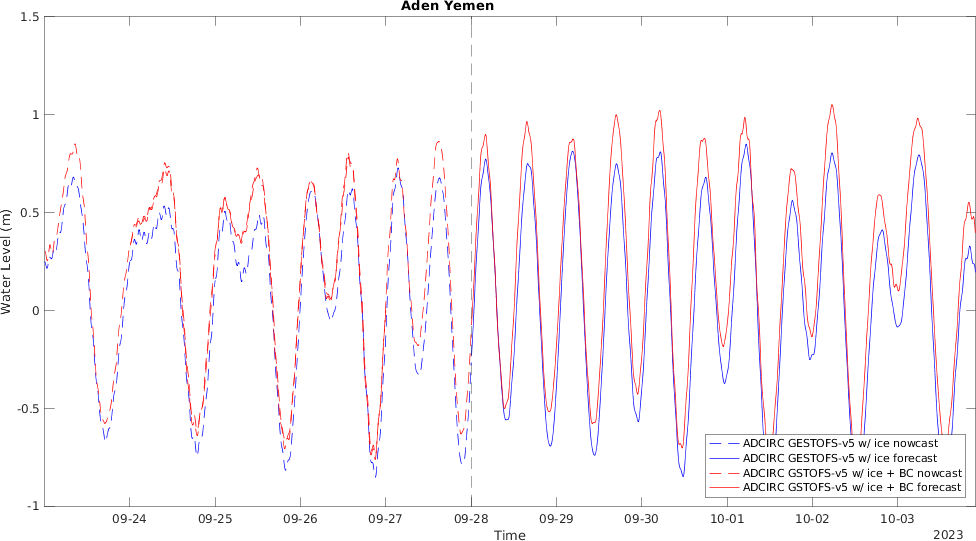 Aden Yemen
1.5
1
0.5
0
-0.5
-1
Water Level (m)
09-24 09-25 09-26 09-27 09-28 09-29 09-30 10-01 10-02 10-03
Time
2023
ADCIRC GESTOFS-v5 w/ ice nowcast
ADCIRC GESTOFS-v5 w/ ice forecast
ADCIRC GSTOFS-v5 w/ ice + BC nowcast
ADCIRC GSTOFS-v5 w/ ice + BC forecast